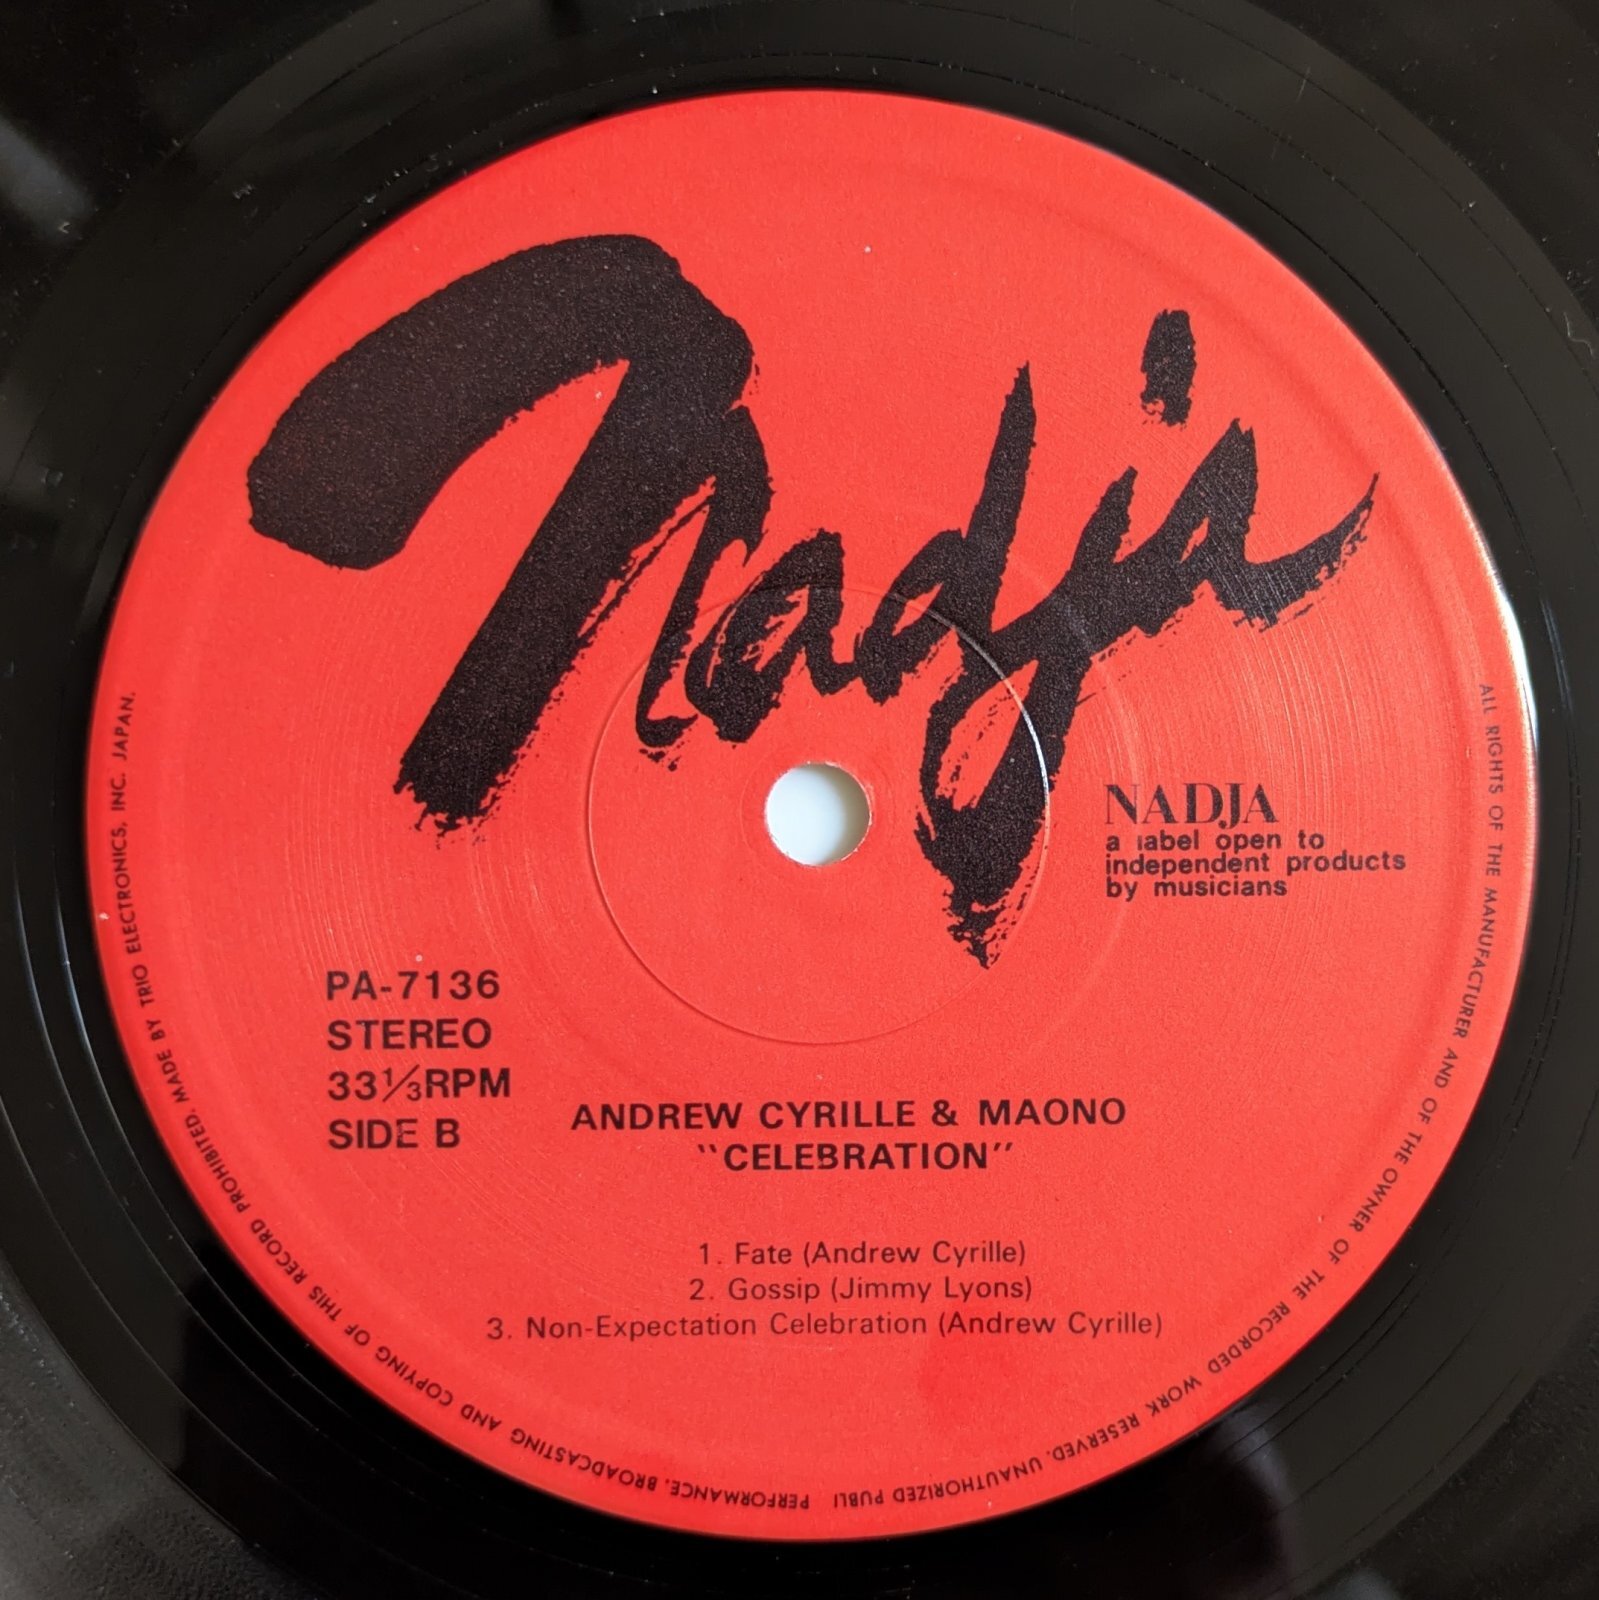 Nadja
NADJA
a label open to
independent products
by musicians
PA-7136
STEREO
33⅓RPM
SIDE B
ANDREW CYRILLE & MAONO
"CELEBRATION"
1. Fate (Andrew Cyrille)
2. Gossip (Jimmy Lyons)
3. Non-Expectation Celebration (Andrew Cyrille)
ALL RIGHTS OF THE MANUFACTURER AND OF THE OWNER OF THE RECORDED WORK RESERVED. UNAUTHORIZED PUBLI PERFORMANCE. BROADCASTING AND COPYING OF THIS RECORD PROHIBITED. MADE BY TRIO ELECTRONICS, INC. JAPAN.